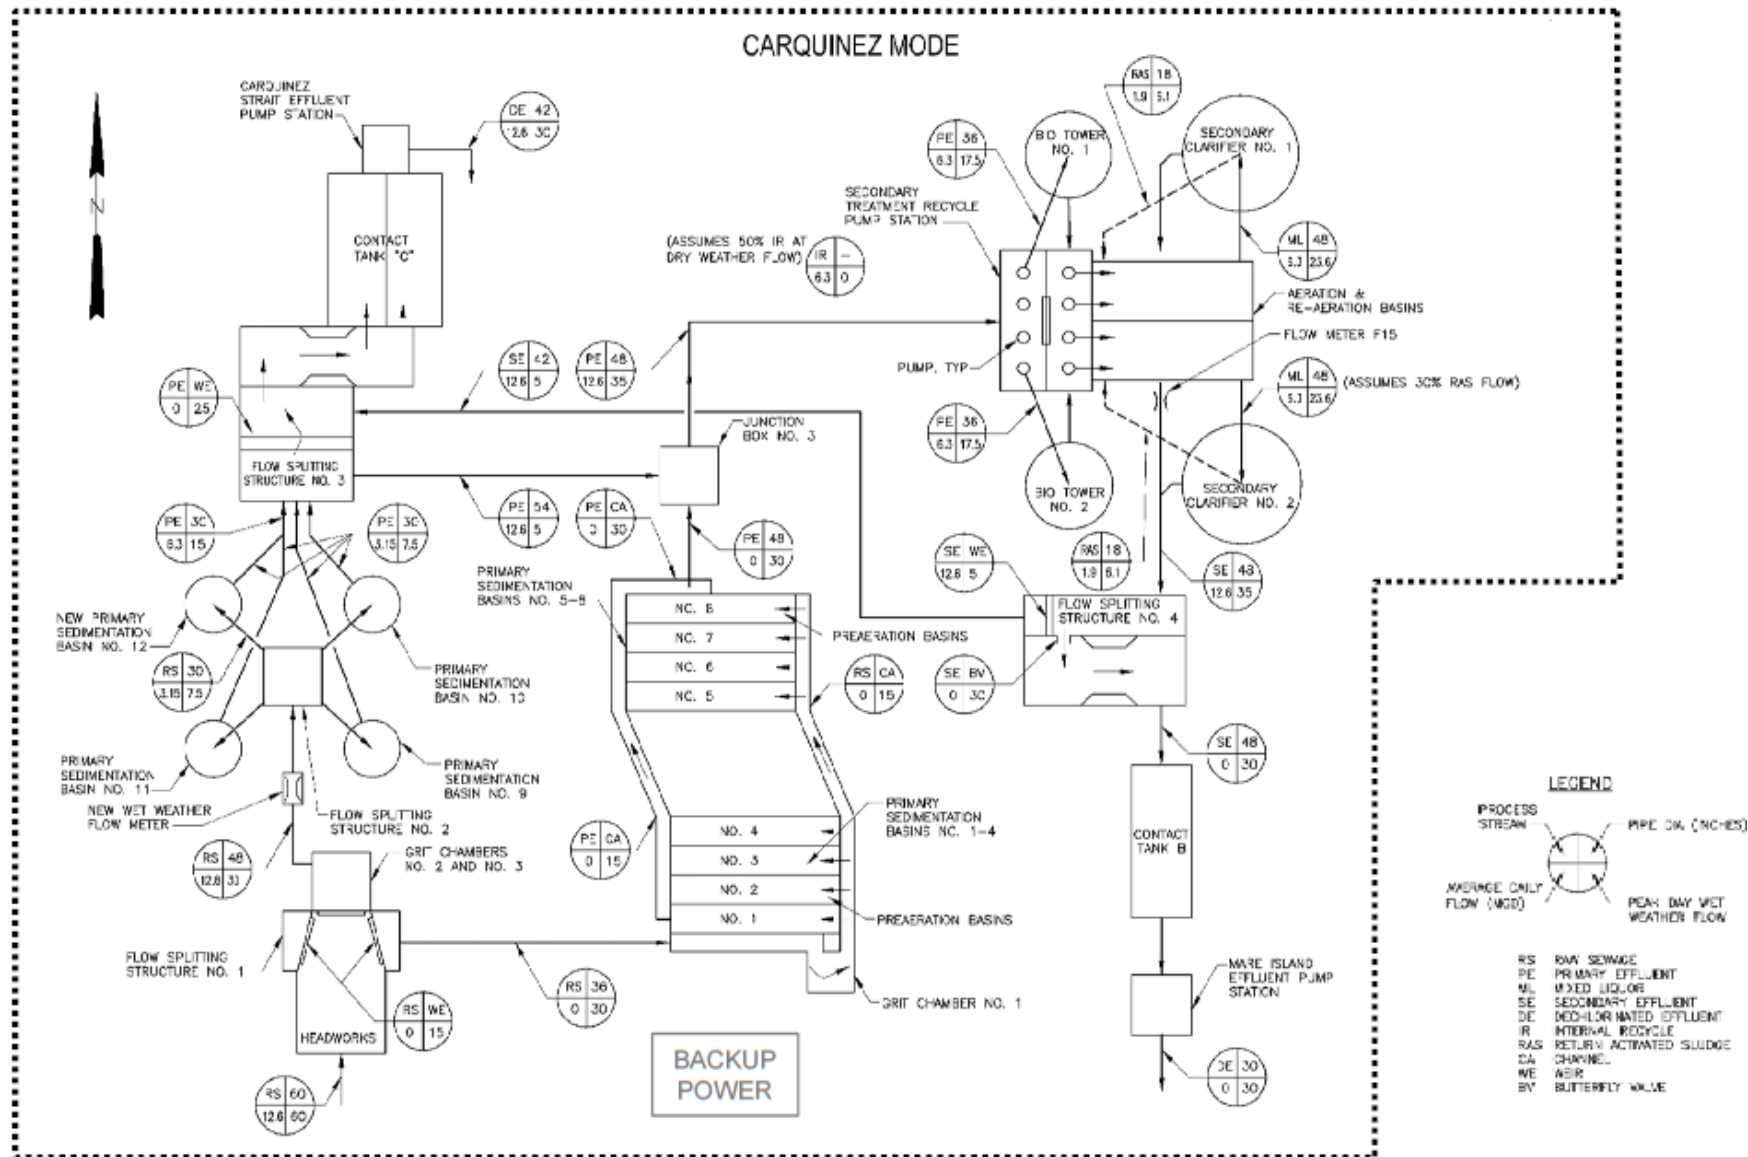 CARQUINEZ MODE
CARQUINEZ
STRAIT EFFLUENT
PUMP STATION
DE 42
12.6 30
N
CONTACT
TANK "C"
PE WE
0 25
FLOW SPLITTING
STRUCTURE NO. 3
SE 42
12.6 5
PE 48
12.6 35
PE 30
6.3 15
PE 30
3.15 7.5
PE 54
12.6 5
PE CA
0 30
JUNCTION
BOX NO. 3
PE 48
0 30
(ASSUMES 50% IR AT
DRY WEATHER FLOW)
IR –
6.3 0
SECONDARY
TREATMENT RECYCLE
PUMP STATION
PE 36
6.3 17.5
BIO TOWER
NO. 1
RAS 18
1.9 6.1
SECONDARY
CLARIFIER NO. 1
ML 48
23.6
AERATION &
RE-AERATION BASINS
FLOW METER F15
ML 48
23.6
(ASSUMES 30% RAS FLOW)
PUMP, TYP
PE 36
6.3 17.5
BIO TOWER
NO. 2
SECONDARY
CLARIFIER NO. 2
SE WE
12.6 5
RAS 18
1.9 6.1
SE 48
12.6 35
FLOW SPLITTING
STRUCTURE NO. 4
SE BV
0 30
SE 48
0 30
CONTACT
TANK B
MARE ISLAND
EFFLUENT PUMP
STATION
DE 30
0 30
NEW PRIMARY
SEDIMENTATION
BASIN NO. 12
RS 30
3.15 7.5
PRIMARY
SEDIMENTATION
BASIN NO. 10
PRIMARY
SEDIMENTATION
BASIN NO. 11
PRIMARY
SEDIMENTATION
BASIN NO. 9
NEW WET WEATHER
FLOW METER
FLOW SPLITTING
STRUCTURE NO. 2
RS 48
12.6 30
GRIT CHAMBERS
NO. 2 AND NO. 3
FLOW SPLITTING
STRUCTURE NO. 1
HEADWORKS
RS WE
0 15
RS 60
12.6 60
RS 36
0 30
PRIMARY
SEDIMENTATION
BASINS NO. 5-8
NO. 8
NO. 7
NO. 6
NO. 5
PREAERATION BASINS
RS CA
0 15
PE CA
0 15
NO. 4
NO. 3
NO. 2
NO. 1
PRIMARY
SEDIMENTATION
BASINS NO. 1-4
PREAERATION BASINS
GRIT CHAMBER NO. 1
BACKUP
POWER
LEGEND
PROCESS
STREAM
PIPE DIA (INCHES)
AVERAGE DAILY
FLOW (MGD)
PEAK DAY WET
WEATHER FLOW
RS RAW SEWAGE
PE PRIMARY EFFLUENT
ML MIXED LIQUOR
SE SECONDARY EFFLUENT
DE DECHLORINATED EFFLUENT
IR INTERNAL RECYCLE
RAS RETURN ACTIVATED SLUDGE
CA CHANNEL
WE WEIR
BV BUTTERFLY VALVE